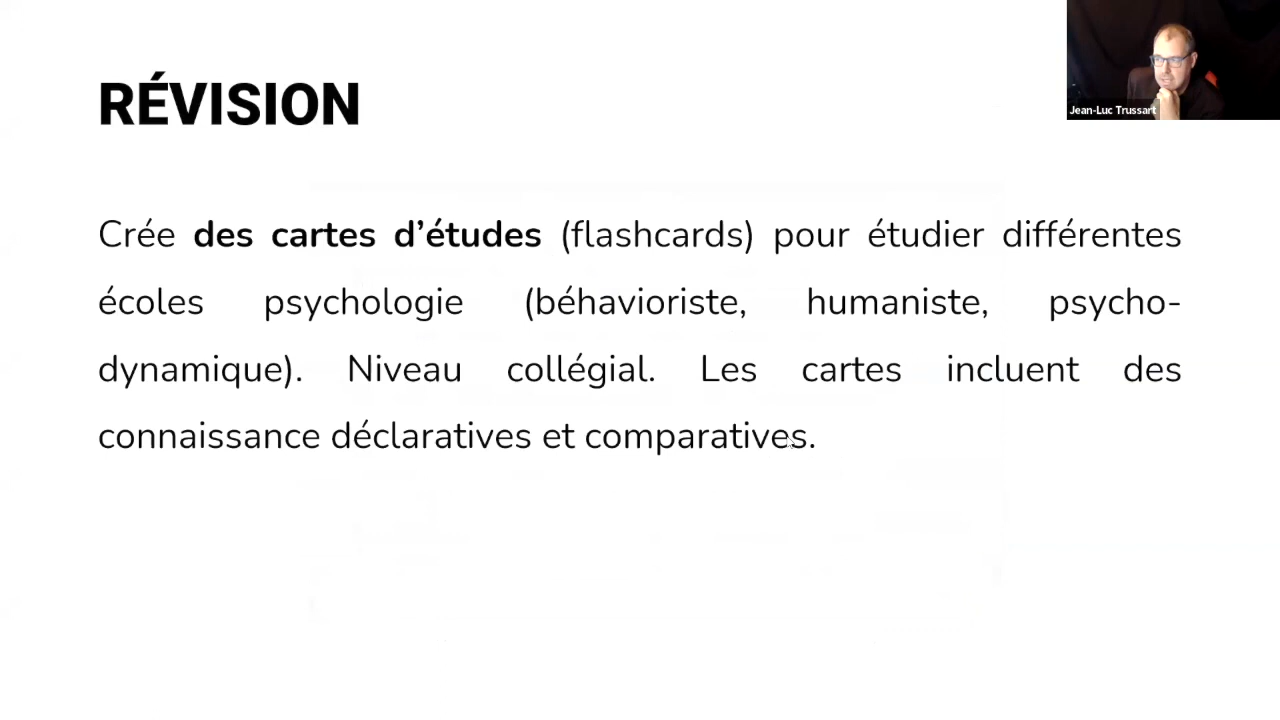 RÉVISION
Jean-Luc Trussart
Crée des cartes d’études (flashcards) pour étudier différentes
écoles psychologie (béhavioriste, humaniste, psycho-
dynamique). Niveau collégial. Les cartes incluent des
connaissance déclaratives et comparatives.